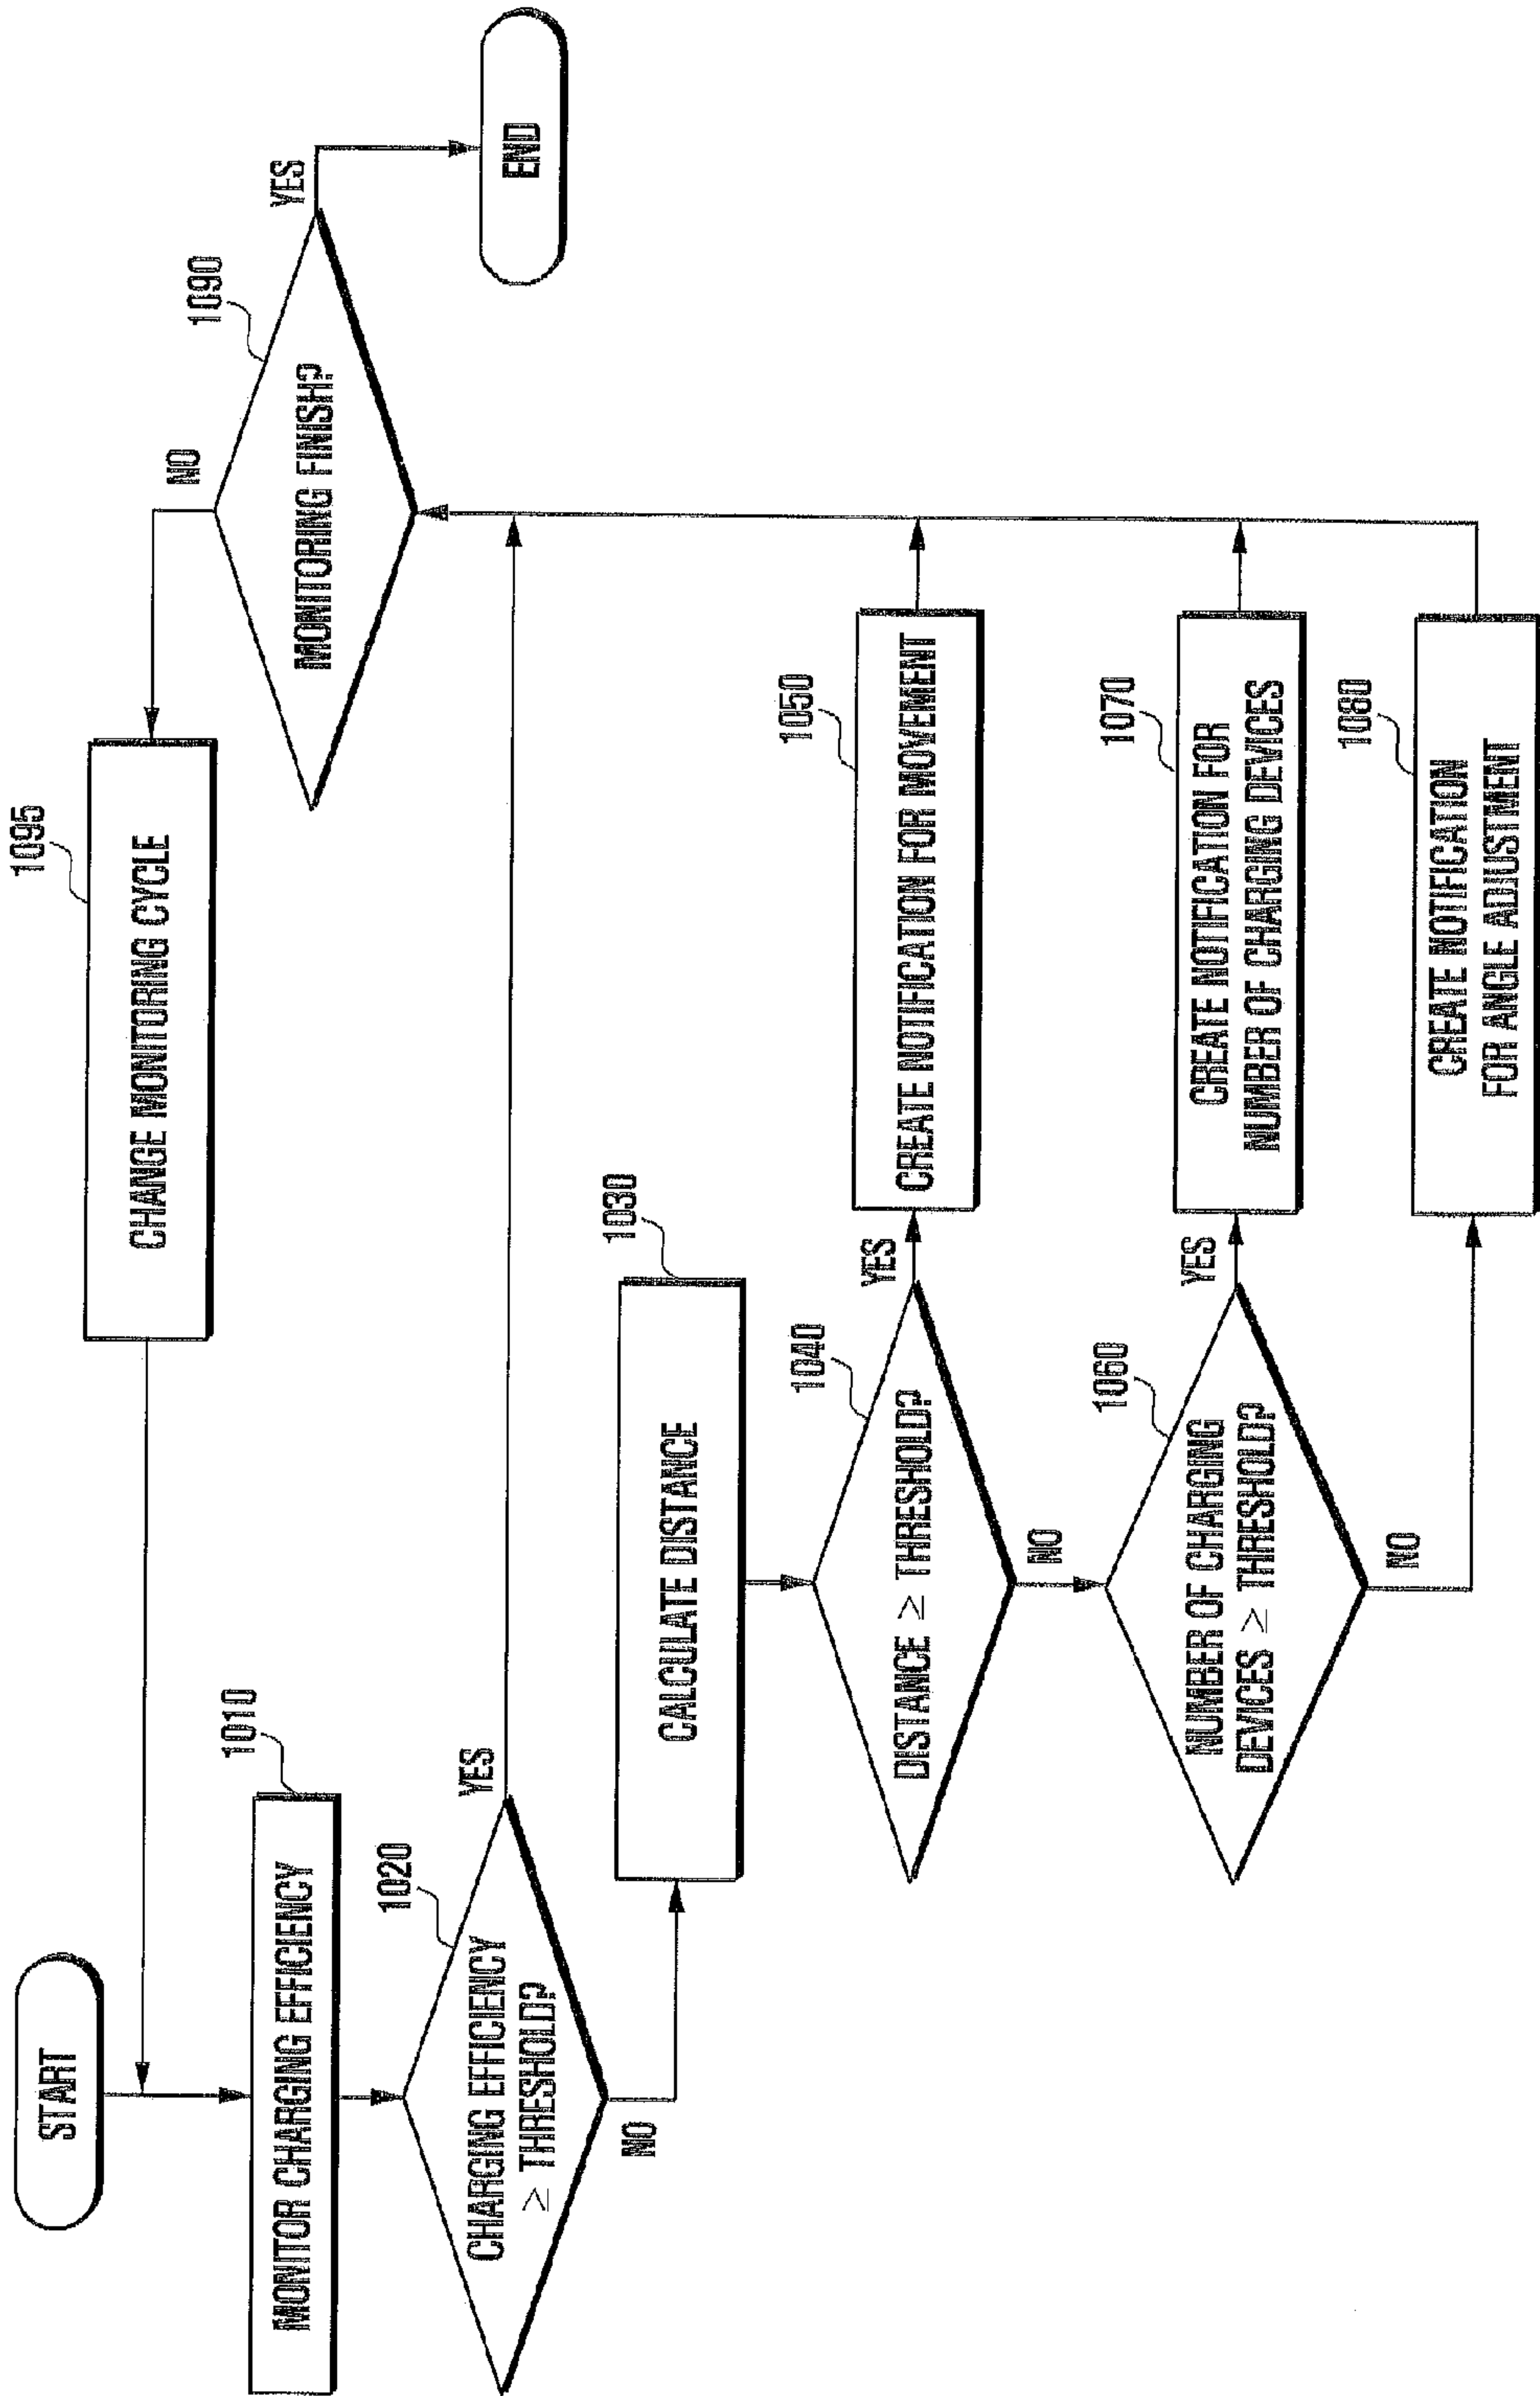 START
1010
MONITOR CHARGING EFFICIENCY
1020
CHARGING EFFICIENCY
≥ THRESHOLD?
YES
NO
1030
CALCULATE DISTANCE
1040
DISTANCE ≥ THRESHOLD?
YES
NO
1050
CREATE NOTIFICATION FOR MOVEMENT
1060
NUMBER OF CHARGING
DEVICES ≥ THRESHOLD?
YES
NO
1070
CREATE NOTIFICATION FOR
NUMBER OF CHARGING DEVICES
1080
CREATE NOTIFICATION
FOR ANGLE ADJUSTMENT
1090
MONITORING FINISH?
NO
YES
1095
CHANGE MONITORING CYCLE
END